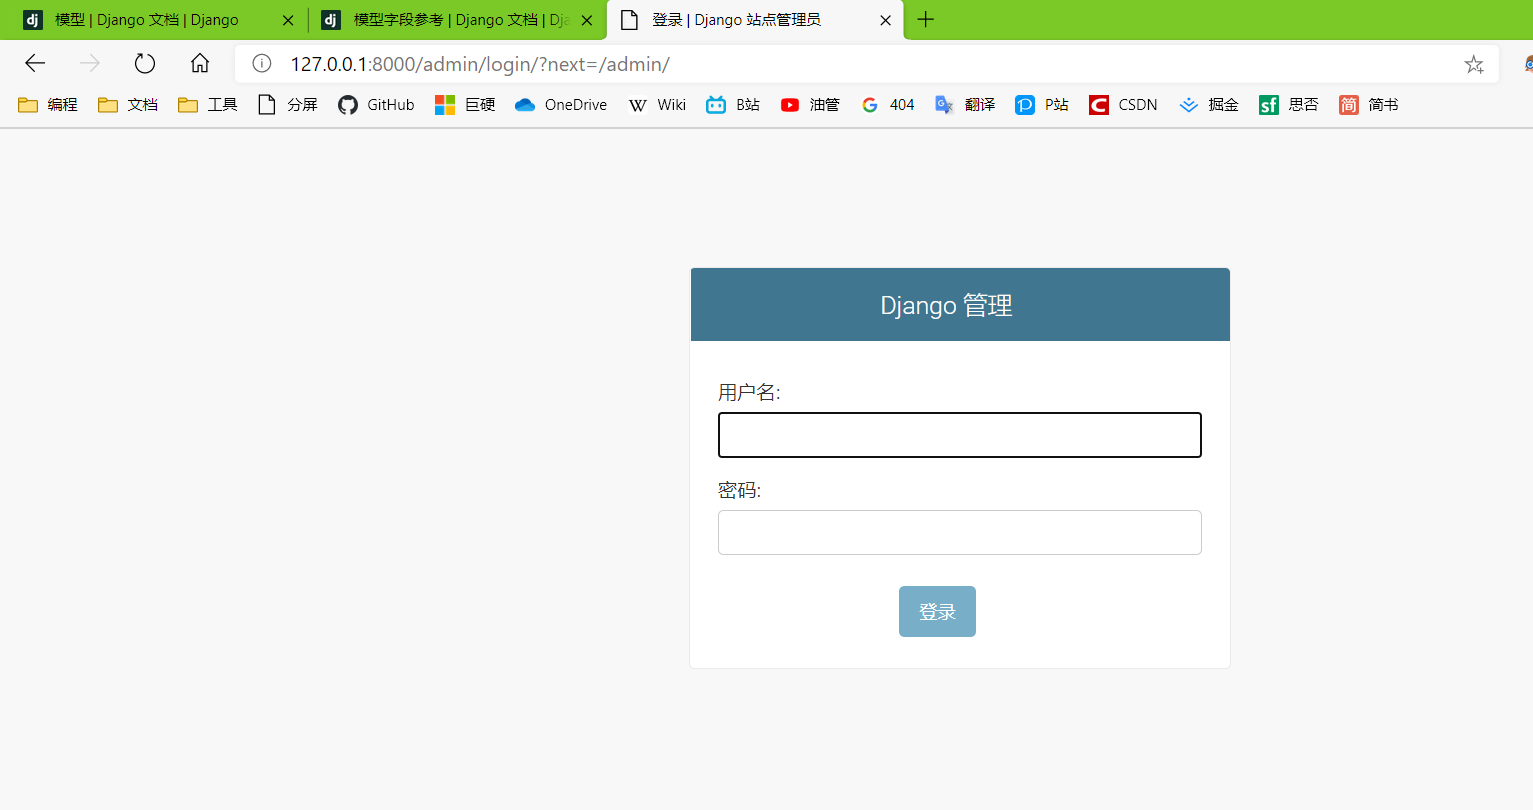 模型 | Django 文档 | Django
模型字段参考 | Django 文档 | Dja
登录 | Django 站点管理员
127.0.0.1:8000/admin/login/?next=/admin/
编程 文档 工具 分屏 GitHub 巨硬 OneDrive W Wiki B站 油管 404 翻译 P站 CSDN 掘金 sf 思否 简 简书
Django 管理
用户名:
密码:
登录